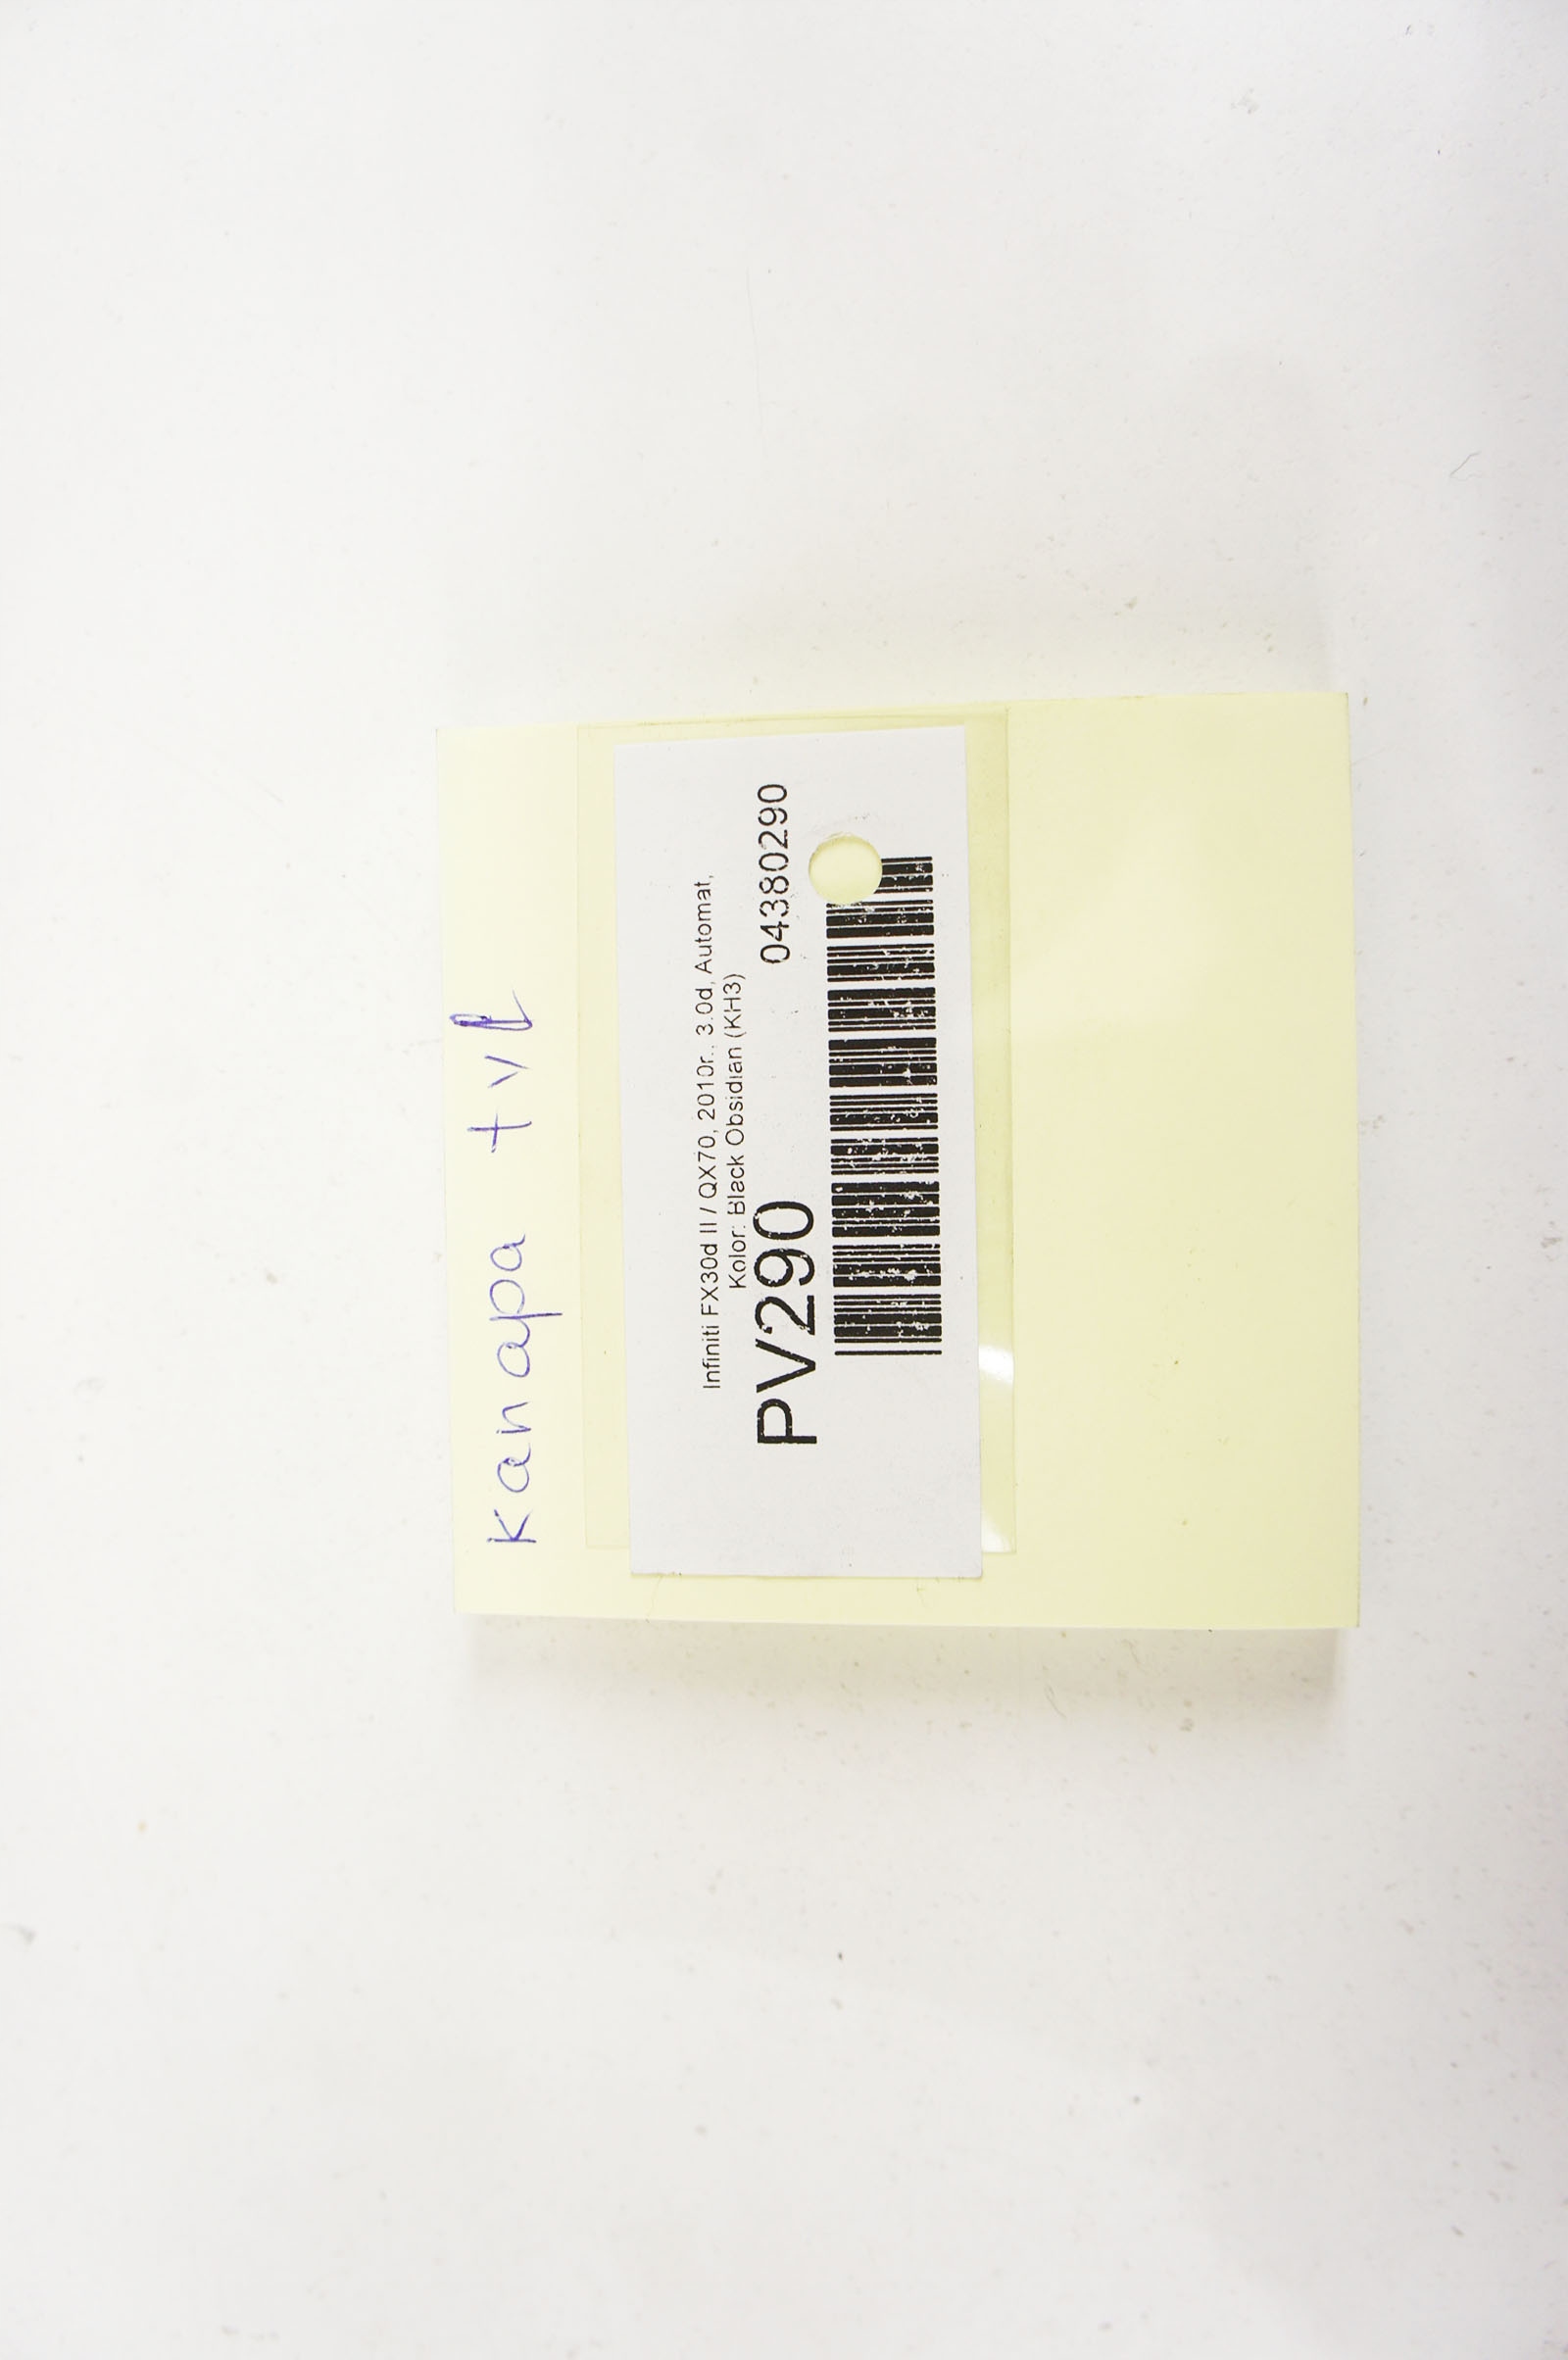 kanapa tył
Infiniti FX30d II / QX70, 2010r., 3.0d, Automat,
Kolor: Black Obsidian (KH3)
PV290 04380290